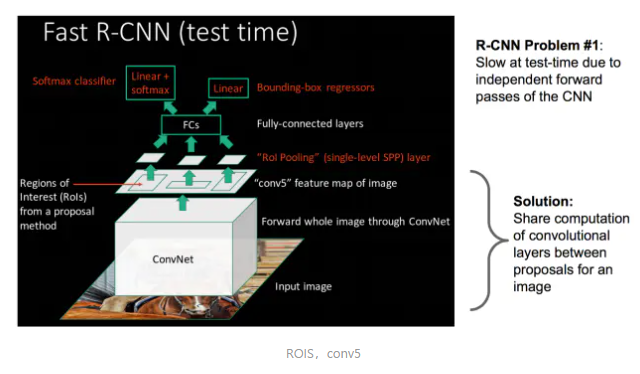 Fast R-CNN (test time)
Softmax classifier
Linear +
softmax
Linear
Bounding-box regressors
FCs
Fully-connected layers
"RoI Pooling" (single-level SPP) layer
Regions of
Interest (RoIs)
from a proposal
method
"conv5" feature map of image
Forward whole image through ConvNet
ConvNet
Input image
R-CNN Problem #1:
Slow at test-time due to
independent forward
passes of the CNN
Solution:
Share computation
of convolutional
layers between
proposals for an
image
ROIS，conv5